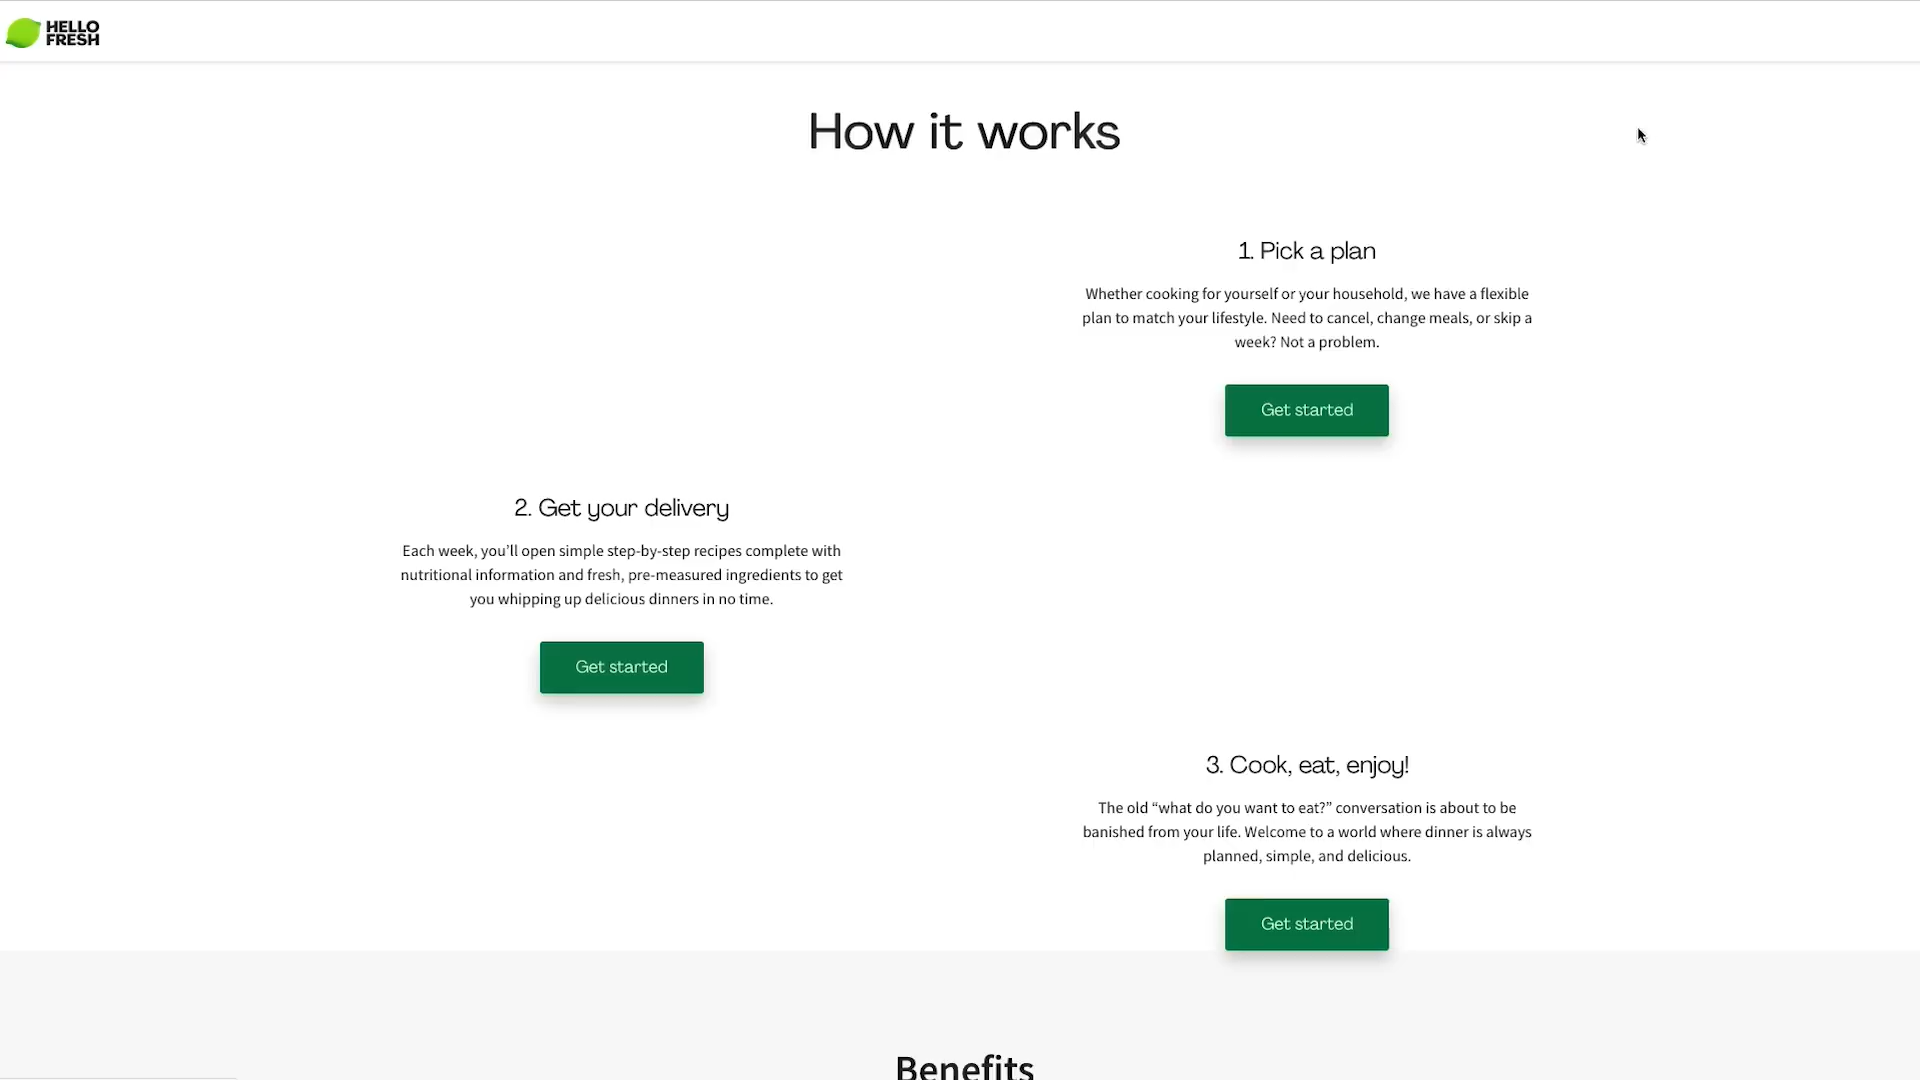 HELLO
FRESH
How it works
1. Pick a plan
Whether cooking for yourself or your household, we have a flexible
plan to match your lifestyle. Need to cancel, change meals, or skip a
week? Not a problem.
Get started
2. Get your delivery
Each week, you’ll open simple step-by-step recipes complete with
nutritional information and fresh, pre-measured ingredients to get
you whipping up delicious dinners in no time.
Get started
3. Cook, eat, enjoy!
The old “what do you want to eat?” conversation is about to be
banished from your life. Welcome to a world where dinner is always
planned, simple, and delicious.
Get started
Benefits